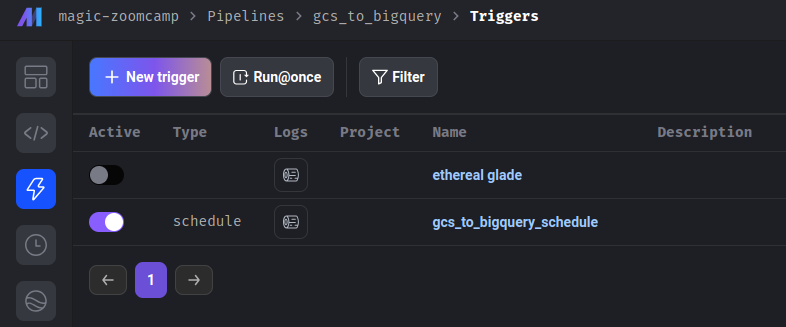 magic-zoomcamp > Pipelines > gcs_to_bigquery > Triggers
+ New trigger Run@once Filter
Active Type Logs Project Name Description
ethereal glade
schedule gcs_to_bigquery_schedule
← 1 →